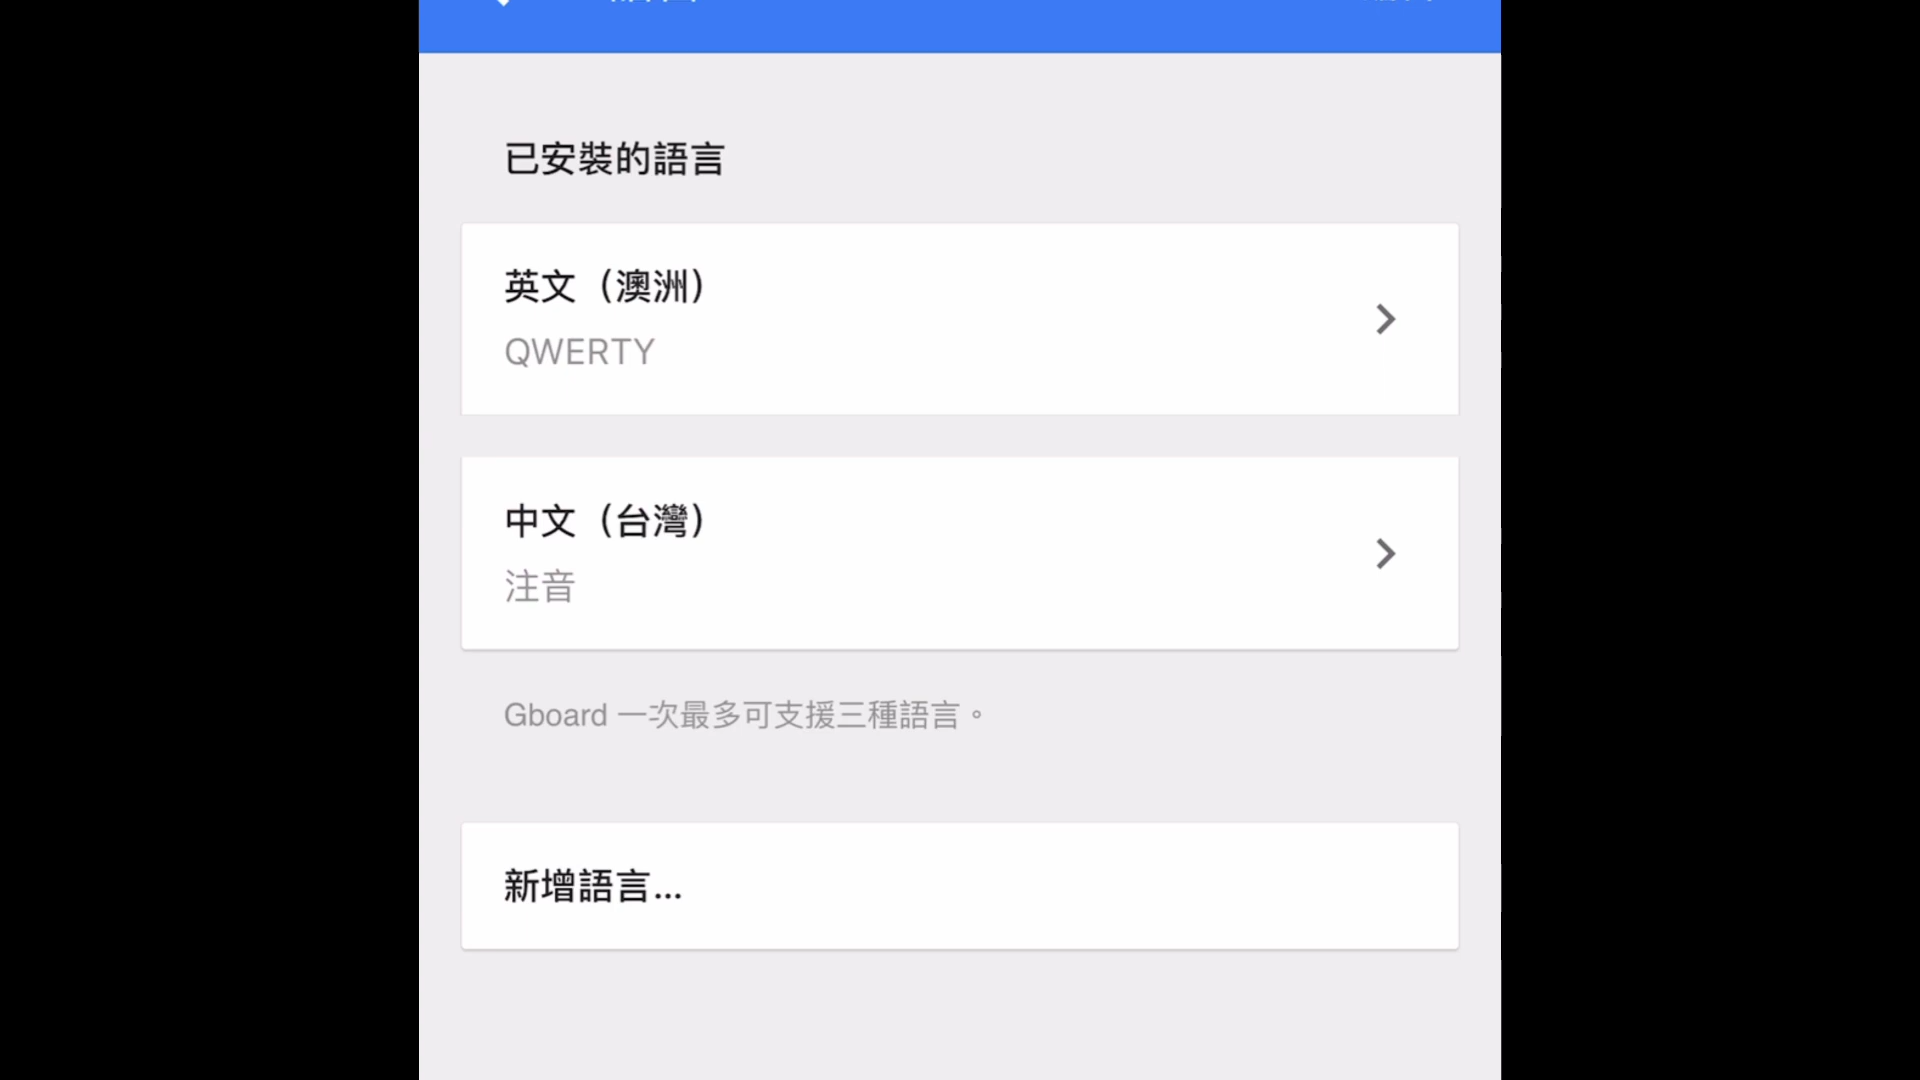 已安裝的語言
英文（澳洲）
QWERTY
中文（台灣）
注音
Gboard 一次最多可支援三種語言。
新增語言...